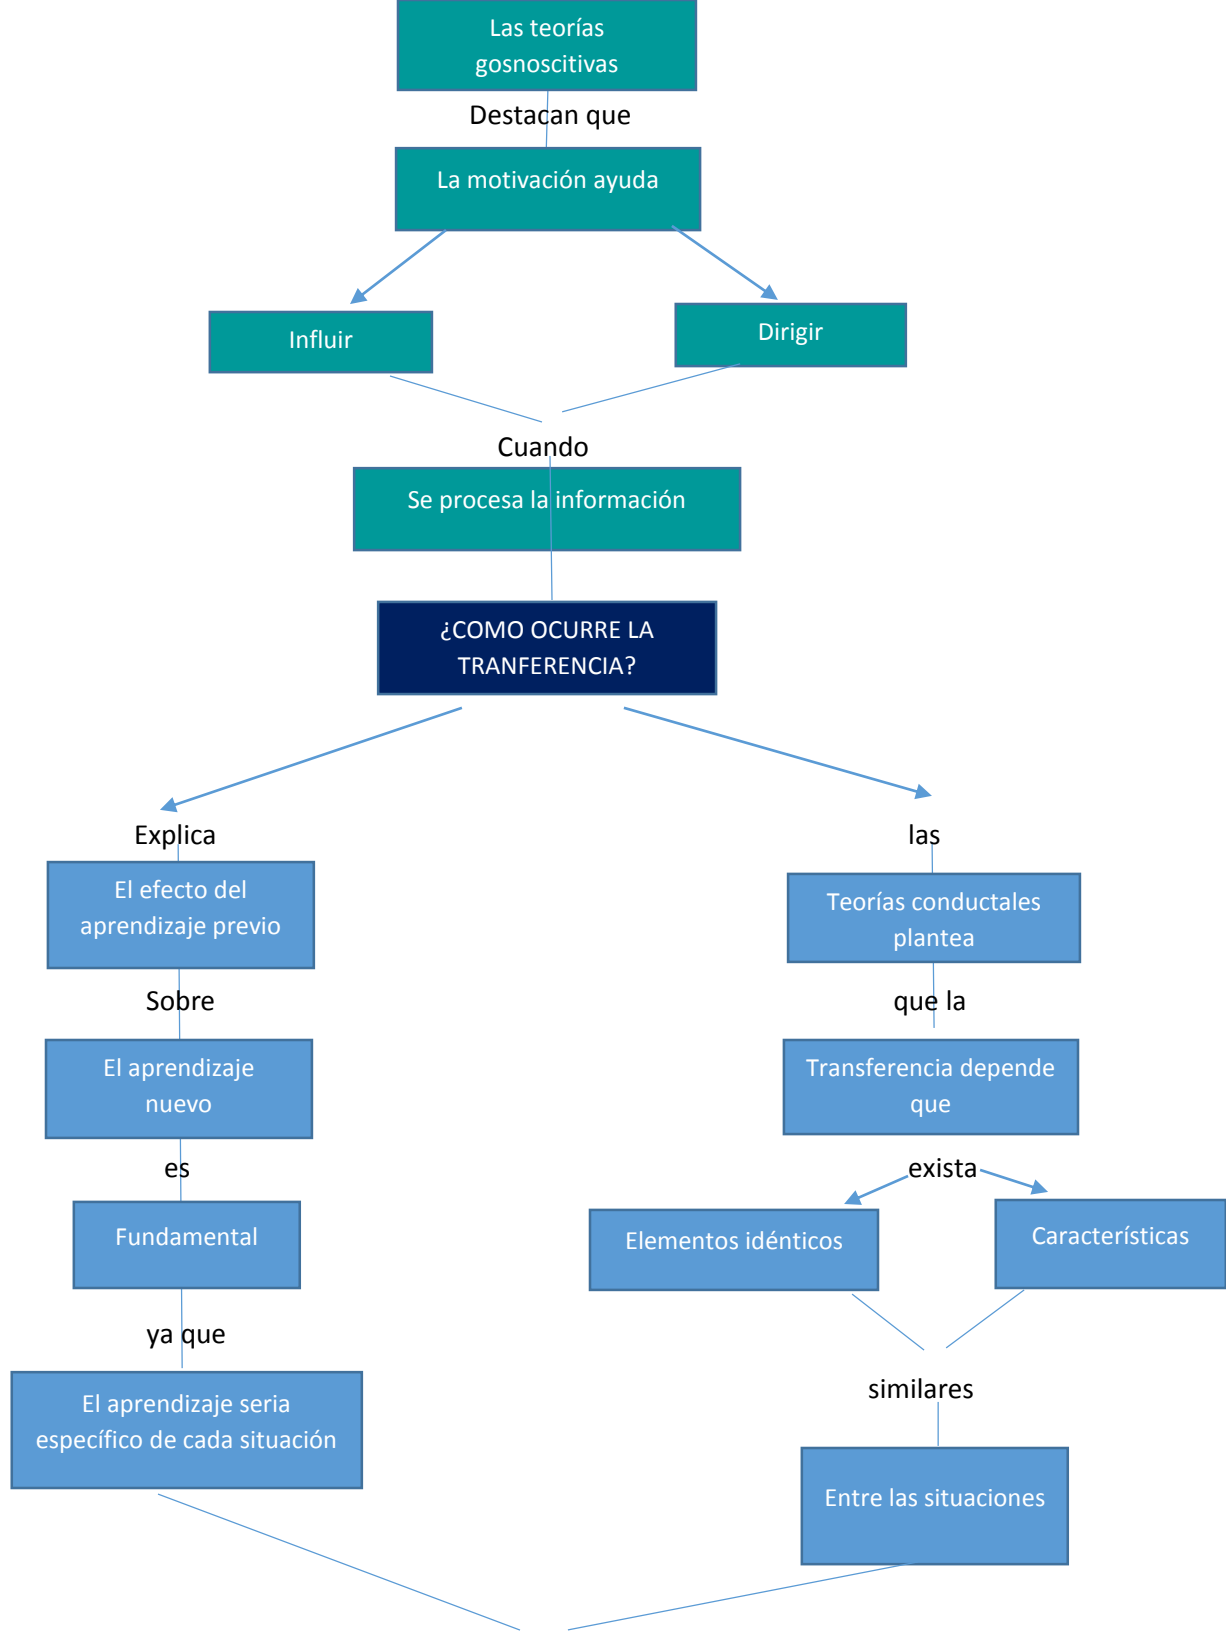 Las teorías
gosnoscitivas
Destacan que
La motivación ayuda
Influir
Dirigir
Cuando
Se procesa la información
¿COMO OCURRE LA
TRANFERENCIA?
Explica
las
El efecto del
aprendizaje previo
Teorías conductales
plantea
Sobre
que la
El aprendizaje
nuevo
Transferencia depende
que
es
exista
Fundamental
Elementos idénticos
Característísticas
ya que
similares
El aprendizaje seria
específico de cada situación
Entre las situaciones